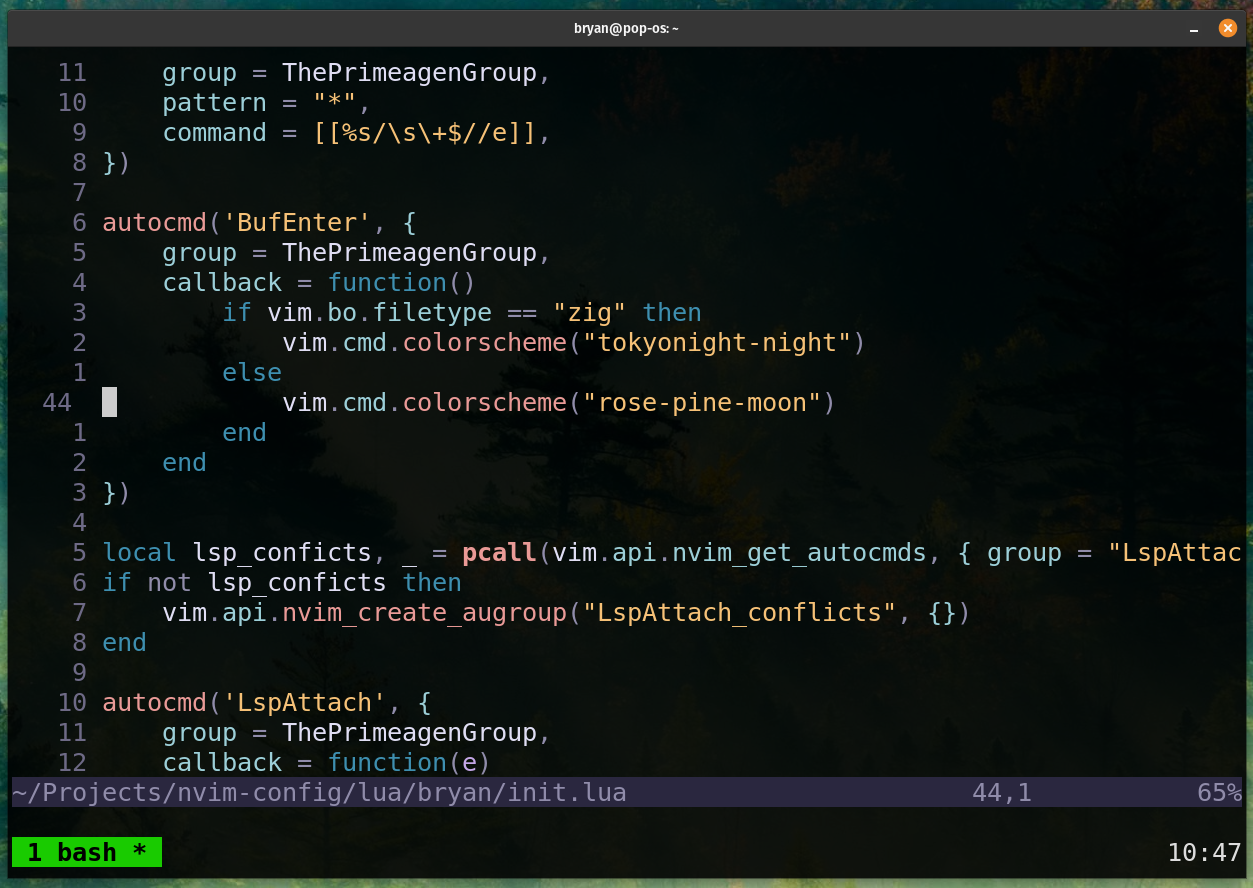 bryan@pop-os: ~
11     group = ThePrimeagenGroup,
10     pattern = "*",
9     command = [[%s/\s\+$//e]],
8 })
7
6 autocmd('BufEnter', {
5     group = ThePrimeagenGroup,
4     callback = function()
3         if vim.bo.filetype == "zig" then
2             vim.cmd.colorscheme("tokyonight-night")
1         else
44             vim.cmd.colorscheme("rose-pine-moon")
1         end
2     end
3 })
4
5 local lsp_conficts, _ = pcall(vim.api.nvim_get_autocmds, { group = "LspAttac
6 if not lsp_conficts then
7     vim.api.nvim_create_augroup("LspAttach_conflicts", {})
8 end
9
10 autocmd('LspAttach', {
11     group = ThePrimeagenGroup,
12     callback = function(e)
~/Projects/nvim-config/lua/bryan/init.lua 44,1 65%
1 bash * 10:47